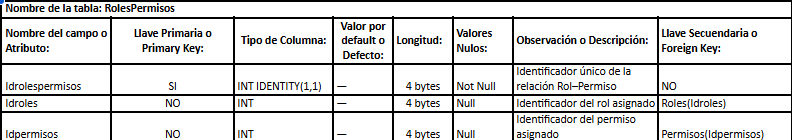 Nombre de la tabla: RolesPermisos
Nombre del campo o Atributo: Llave Primaria o Primary Key: Tipo de Columna: Valor por default o Defecto: Longitud: Valores Nulos: Observación o Descripción: Llave Secuendaria o Foreign Key:
Idrolespermisos SI INT IDENTITY(1,1) — 4 bytes Not Null Identificador único de la relación Rol–Permiso NO
Idroles NO INT — 4 bytes Null Identificador del rol asignado Roles(Idroles)
Idpermisos NO INT — 4 bytes Null Identificador del permiso asignado Permisos(Idpermisos)